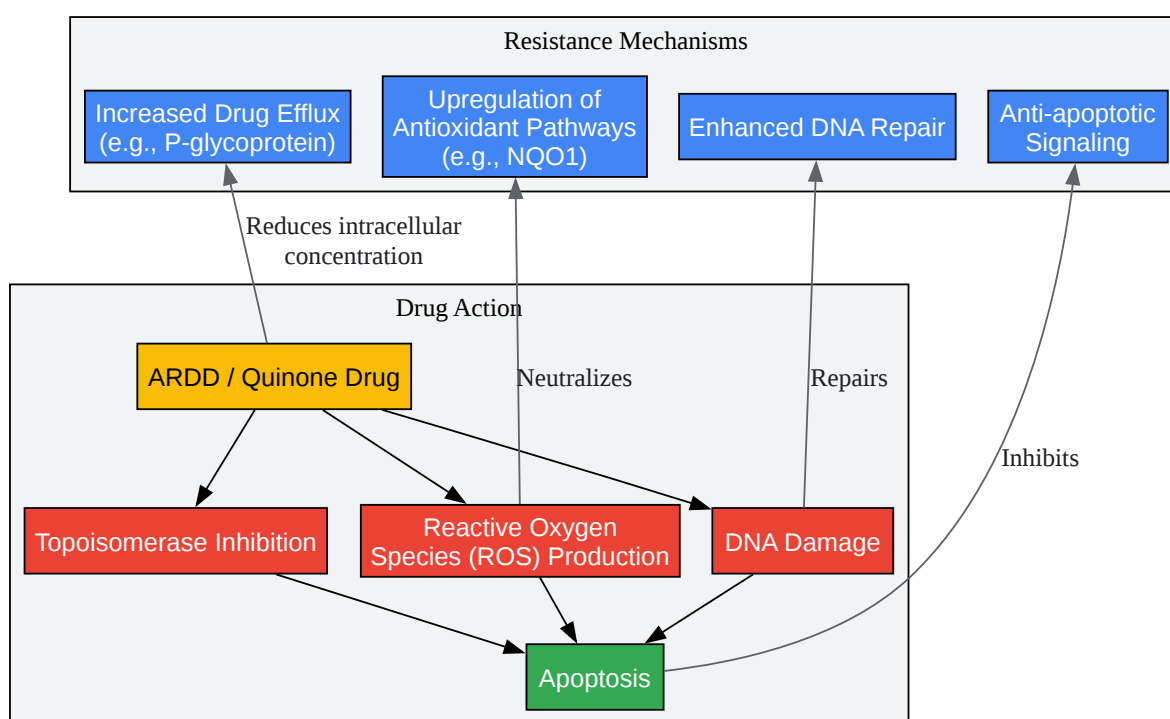 Resistance Mechanisms
Increased Drug Efflux
(e.g., P-glycoprotein)
Upregulation of
Antioxidant Pathways
(e.g., NQO1)
Enhanced DNA Repair
Anti-apoptotic
Signaling
Reduces intracellular
concentration
Drug Action
ARDD / Quinone Drug
Neutralizes
Repairs
Inhibits
Topoisomerase Inhibition
Reactive Oxygen
Species (ROS) Production
DNA Damage
Apoptosis